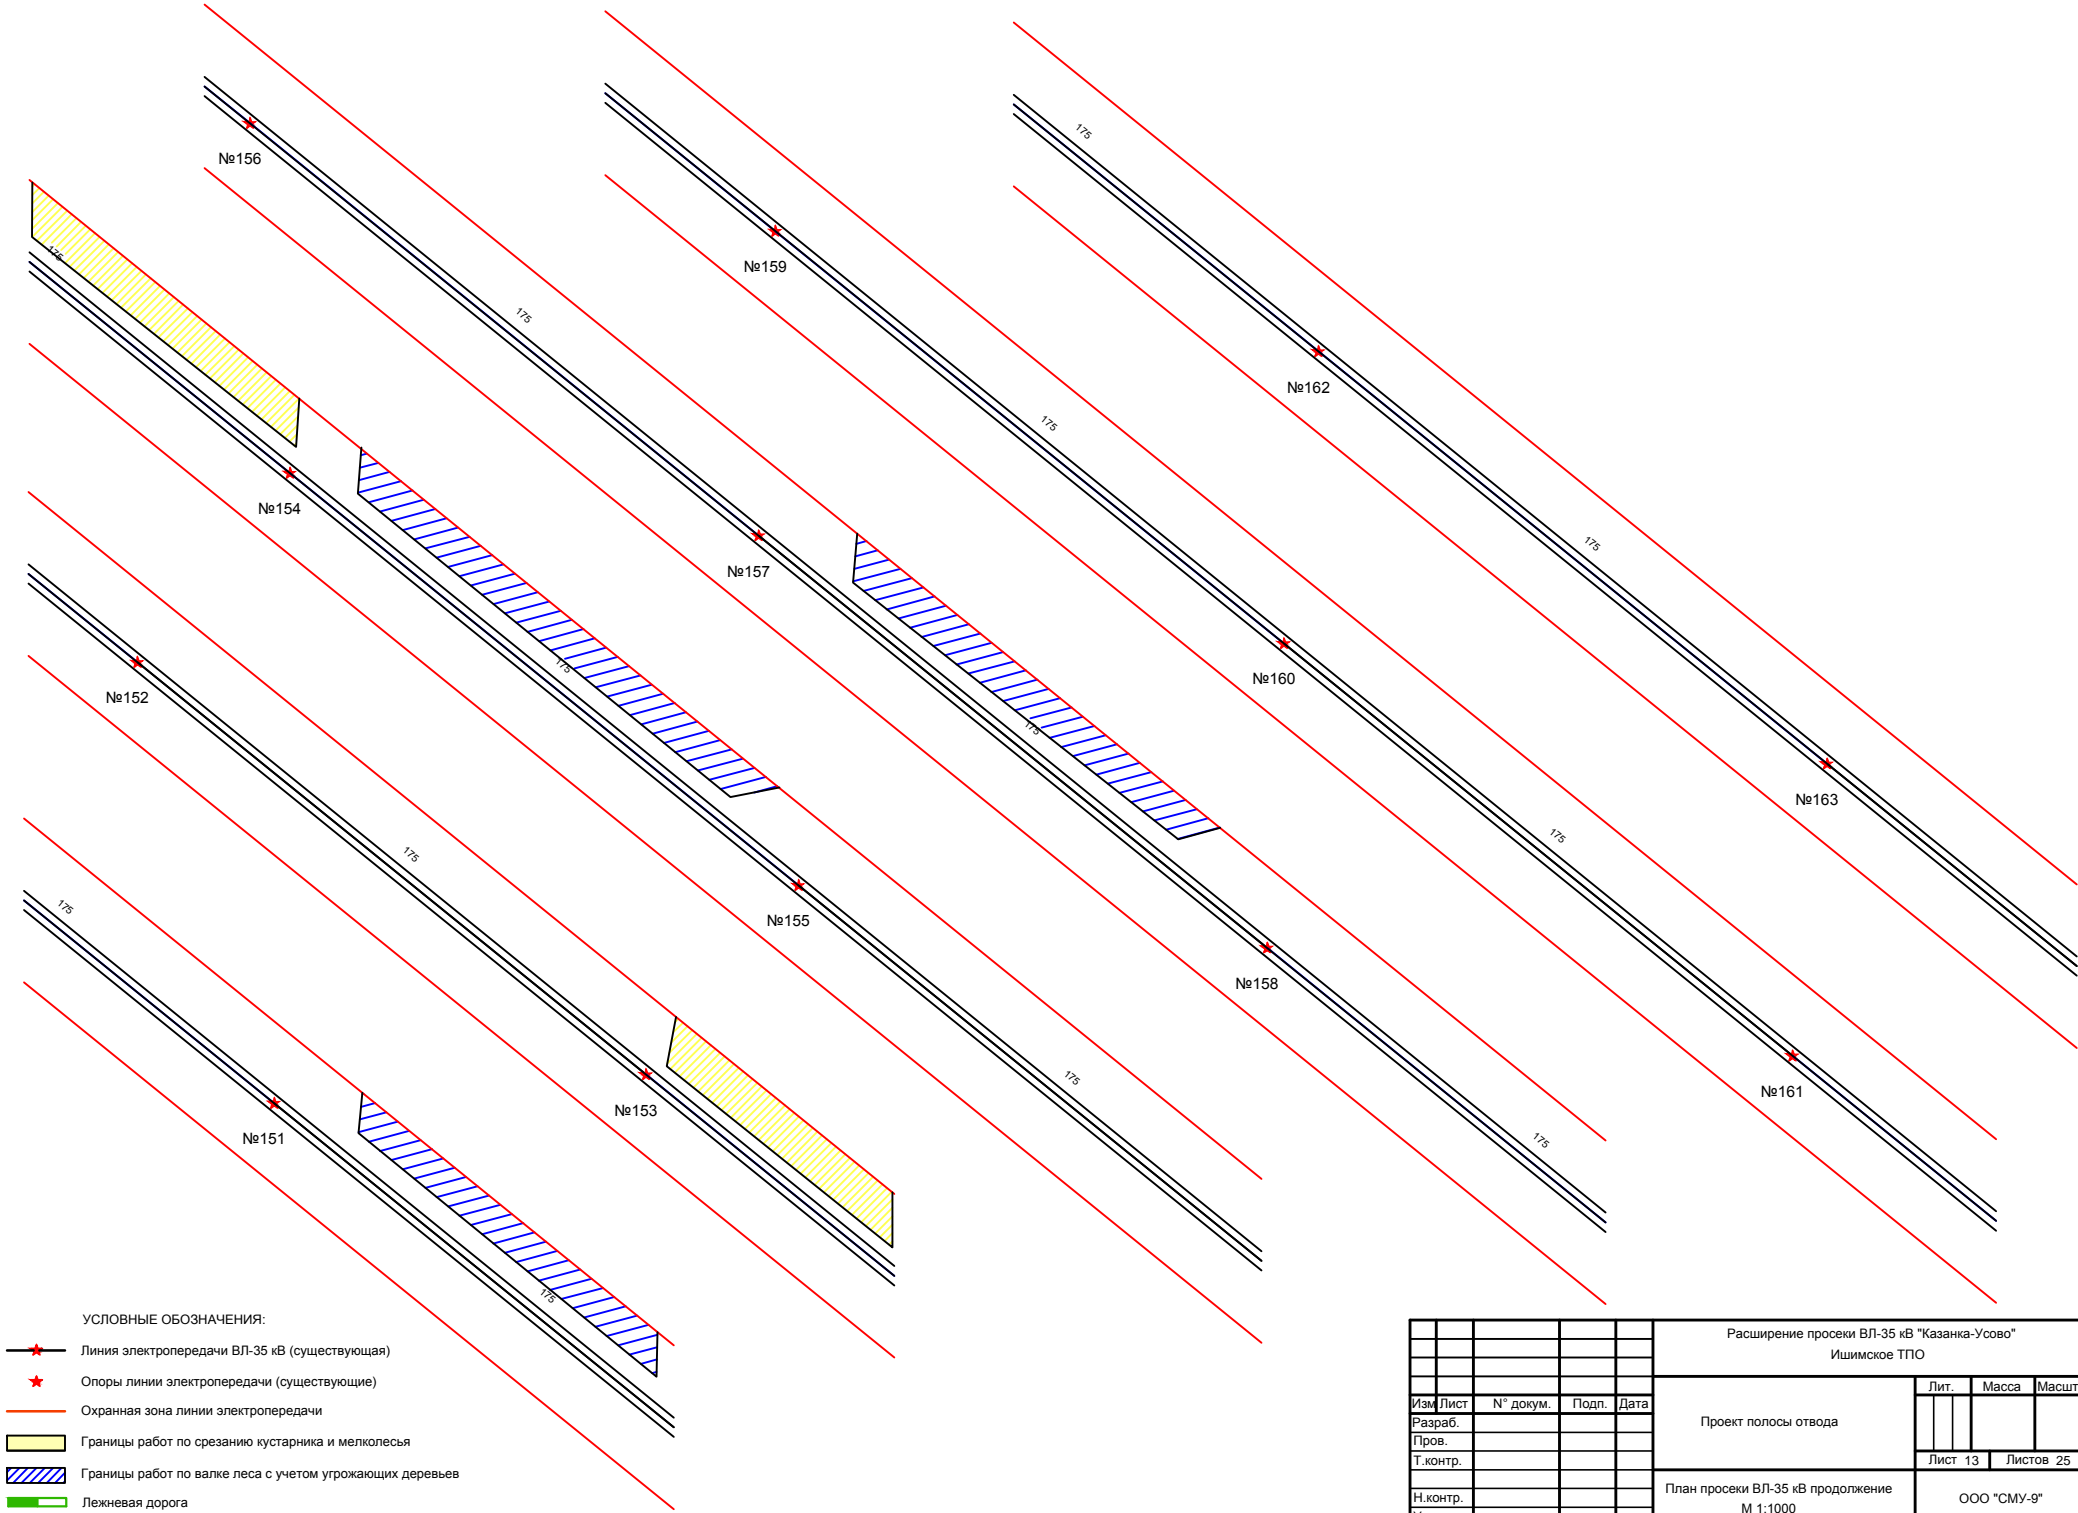 175
№156
№159
175
№162
175
175
175
№154
№157
175
№152
№160
175
175
№163
175
175
№155
№158
175
№153
175
№161
№151
175
УСЛОВНЫЕ ОБОЗНАЧЕНИЯ:
Линия электропередачи ВЛ-35 кВ (существующая)
Опоры линии электропередачи (существующие)
Охранная зона линии электропередачи
Границы работ по срезанию кустарника и мелколесья
Границы работ по валке леса с учетом угрожающих деревьев
Лежневая дорога
Расширение просеки ВЛ-35 кВ "Казанка-Усово"
Ишимское ТПО
Изм Лист N° докум. Подп. Дата
Разраб.
Пров.
Т.контр.
Н.контр.
Проект полосы отвода
Лит. Масса Масшт
Лист 13 Листов 25
План просеки ВЛ-35 кВ продолжение
М 1:1000
ООО "СМУ-9"